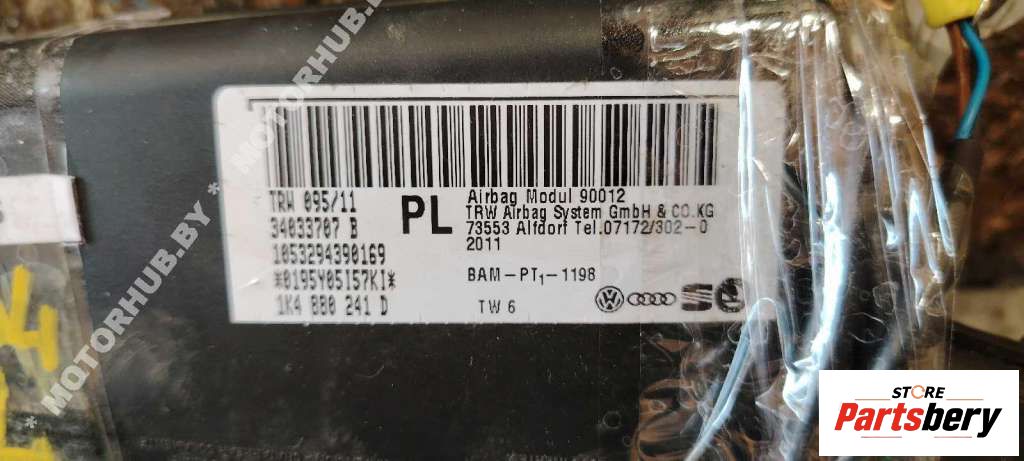 TRW 095/11
34033707 B
1053294390169
*0195Y05I57KI*
1K4 880 241 D
PL
Airbag Modul 90012
TRW Airbag System GmbH & CO.KG
73553 Alfdorf Tel.07172/302-0
2011
BAM-PT1-1198
TW 6
* MOTORHUB.BY * MOTORHUB.BY
STORE
Partsbery